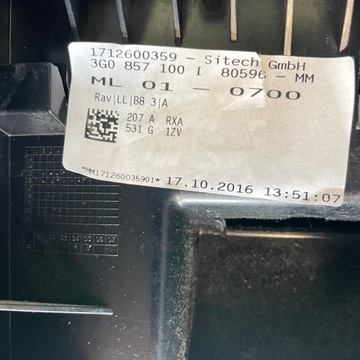 1712600359 - Sitech GmbH
3G0 857 100 I 80596 - MM
ML 01 - 0700
Rav|LL|B8 3|A
207 A RXA
531 G 1ZV
*MM171260035901* 17.10.2016 13:51:07